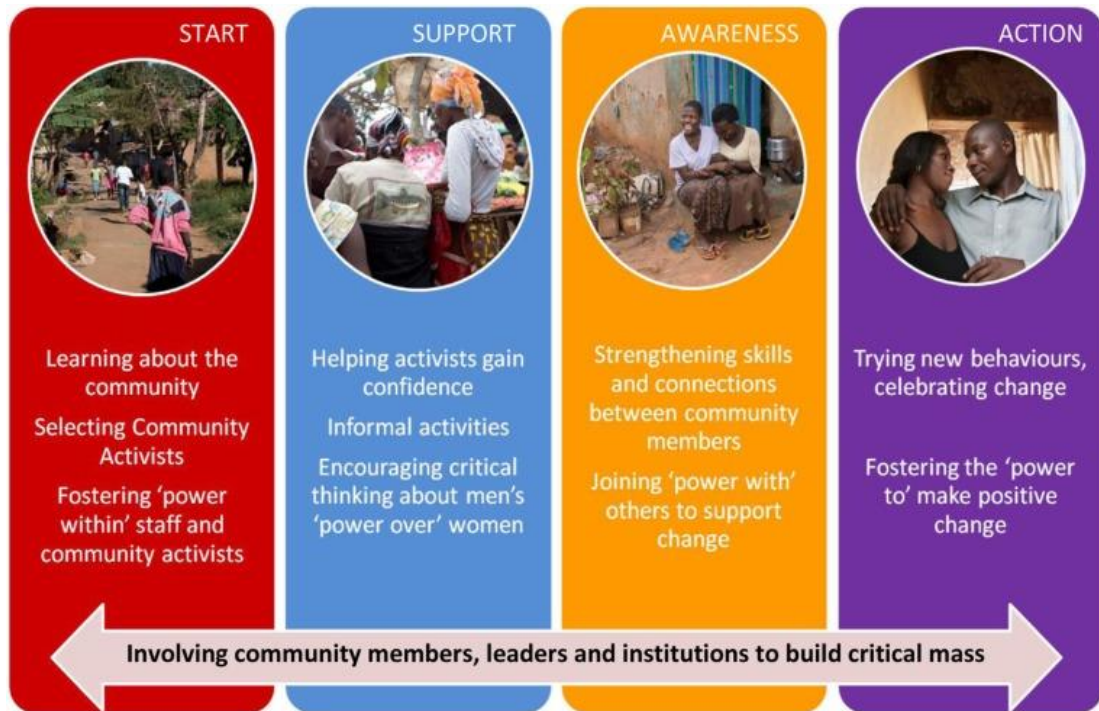 START
Learning about the
community
Selecting Community
Activists
Fostering ‘power
within’ staff and
community activists
SUPPORT
Helping activists gain
confidence
Informal activities
Encouraging critical
thinking about men’s
‘power over’ women
AWARENESS
Strengthening skills
and connections
between community
members
Joining ‘power with’
others to support
change
ACTION
Trying new behaviours,
celebrating change
Fostering the ‘power
to’ make positive
change
Involving community members, leaders and institutions to build critical mass